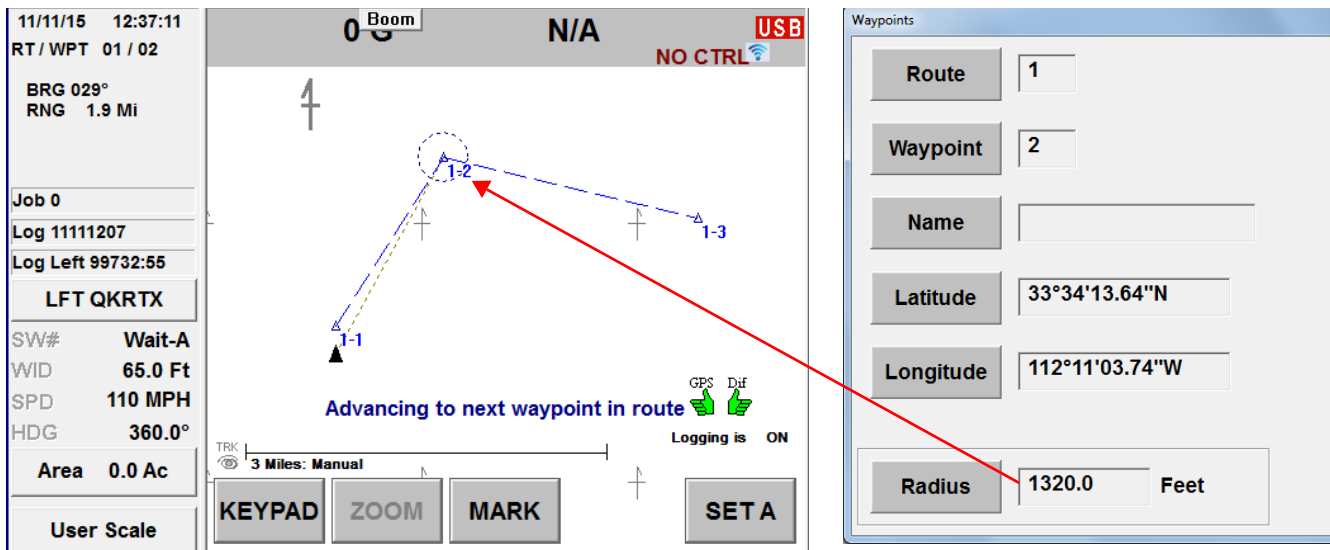 11/11/15 12:37:11
RT / WPT 01 / 02
BRG 029°
RNG 1.9 Mi
Job 0
Log 11111207
Log Left 99732:55
LFT QKRTX
SW# Wait-A
WID 65.0 Ft
SPD 110 MPH
HDG 360.0°
Area 0.0 Ac
User Scale
Boom
0 G N/A USB
NO CTRL
1-2
1-3
1-1
GPS Dif
Advancing to next waypoint in route
Logging is ON
TRK
3 Miles: Manual
KEYPAD ZOOM MARK SET A
Waypoints
Route 1
Waypoint 2
Name
Latitude 33°34'13.64"N
Longitude 112°11'03.74"W
Radius 1320.0 Feet